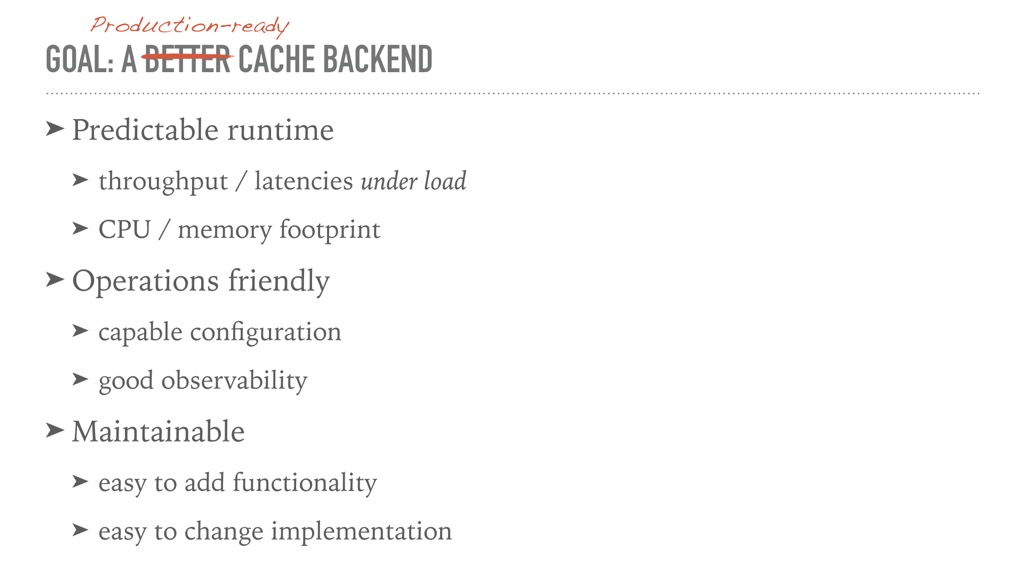 Production-ready
GOAL: A BETTER CACHE BACKEND
➤ Predictable runtime
➤ throughput / latencies under load
➤ CPU / memory footprint
➤ Operations friendly
➤ capable configuration
➤ good observability
➤ Maintainable
➤ easy to add functionality
➤ easy to change implementation